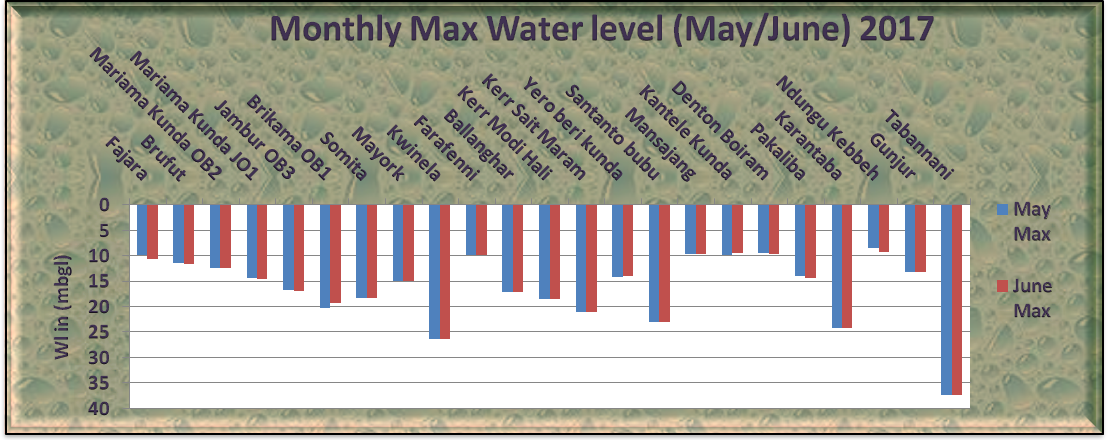 Monthly Max Water level (May/June) 2017
Fajara
Brufut
Mariama Kunda OB2
Mariama Kunda JO1
Jambur OB3
Brikama OB1
Somita
Mayork
Kwinela
Farafenni
Ballanghar
Kerr Modi Hali
Kerr Sait Maram
Yero beri kunda
Santanto bubu
Mansajang
Kantele Kunda
Denton Boiram
Pakaliba
Karantaba
Ndungu Kebbeh
Gunjur
Tabannani
Wl in (mbgl)
0
5
10
15
20
25
30
35
40
May
Max
June
Max